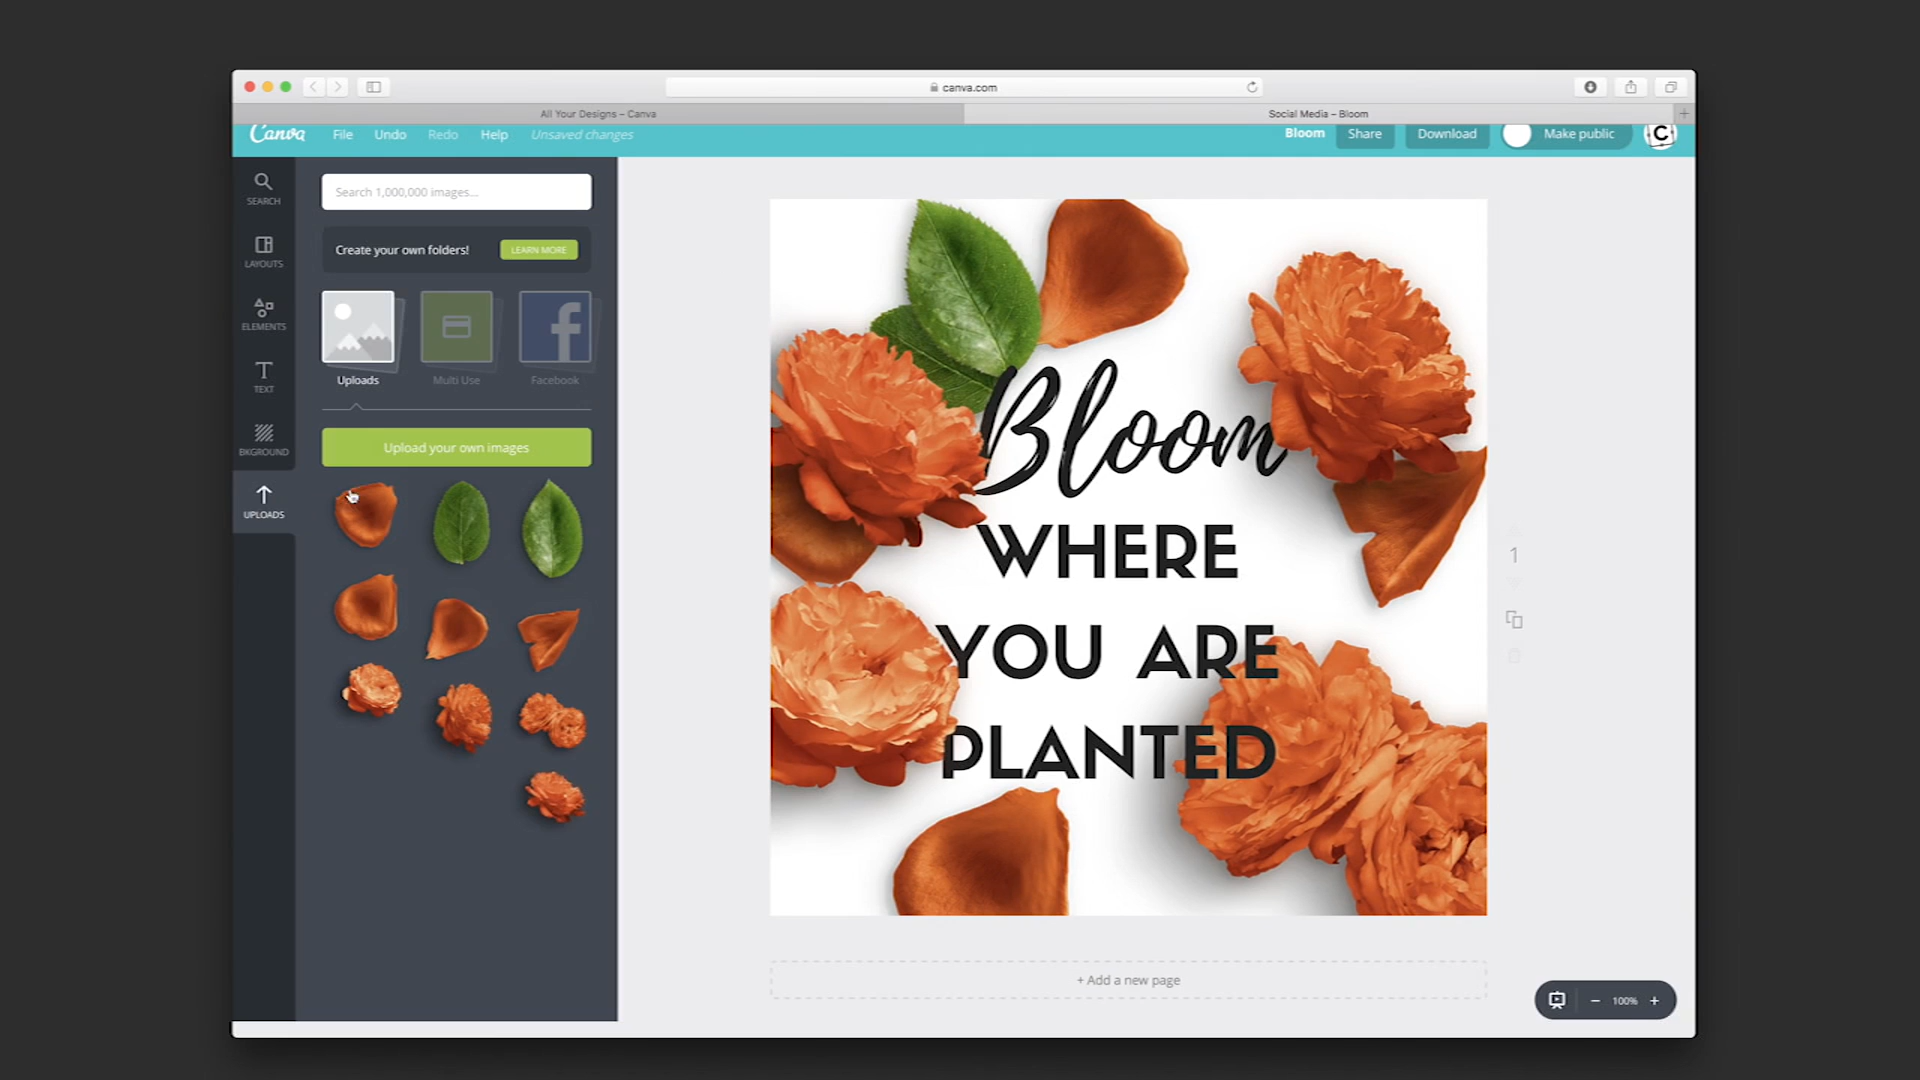 canva.com
All Your Designs – Canva
Social Media – Bloom
Canva File Undo Redo Help Unsaved changes Bloom Share Download Make public C
SEARCH
LAYOUTS
ELEMENTS
TEXT
BKGROUND
UPLOADS
Search 1,000,000 images...
Create your own folders! LEARN MORE
Uploads Multi Use Facebook
Upload your own images
Bloom
WHERE
YOU ARE
PLANTED
1
+ Add a new page
100%